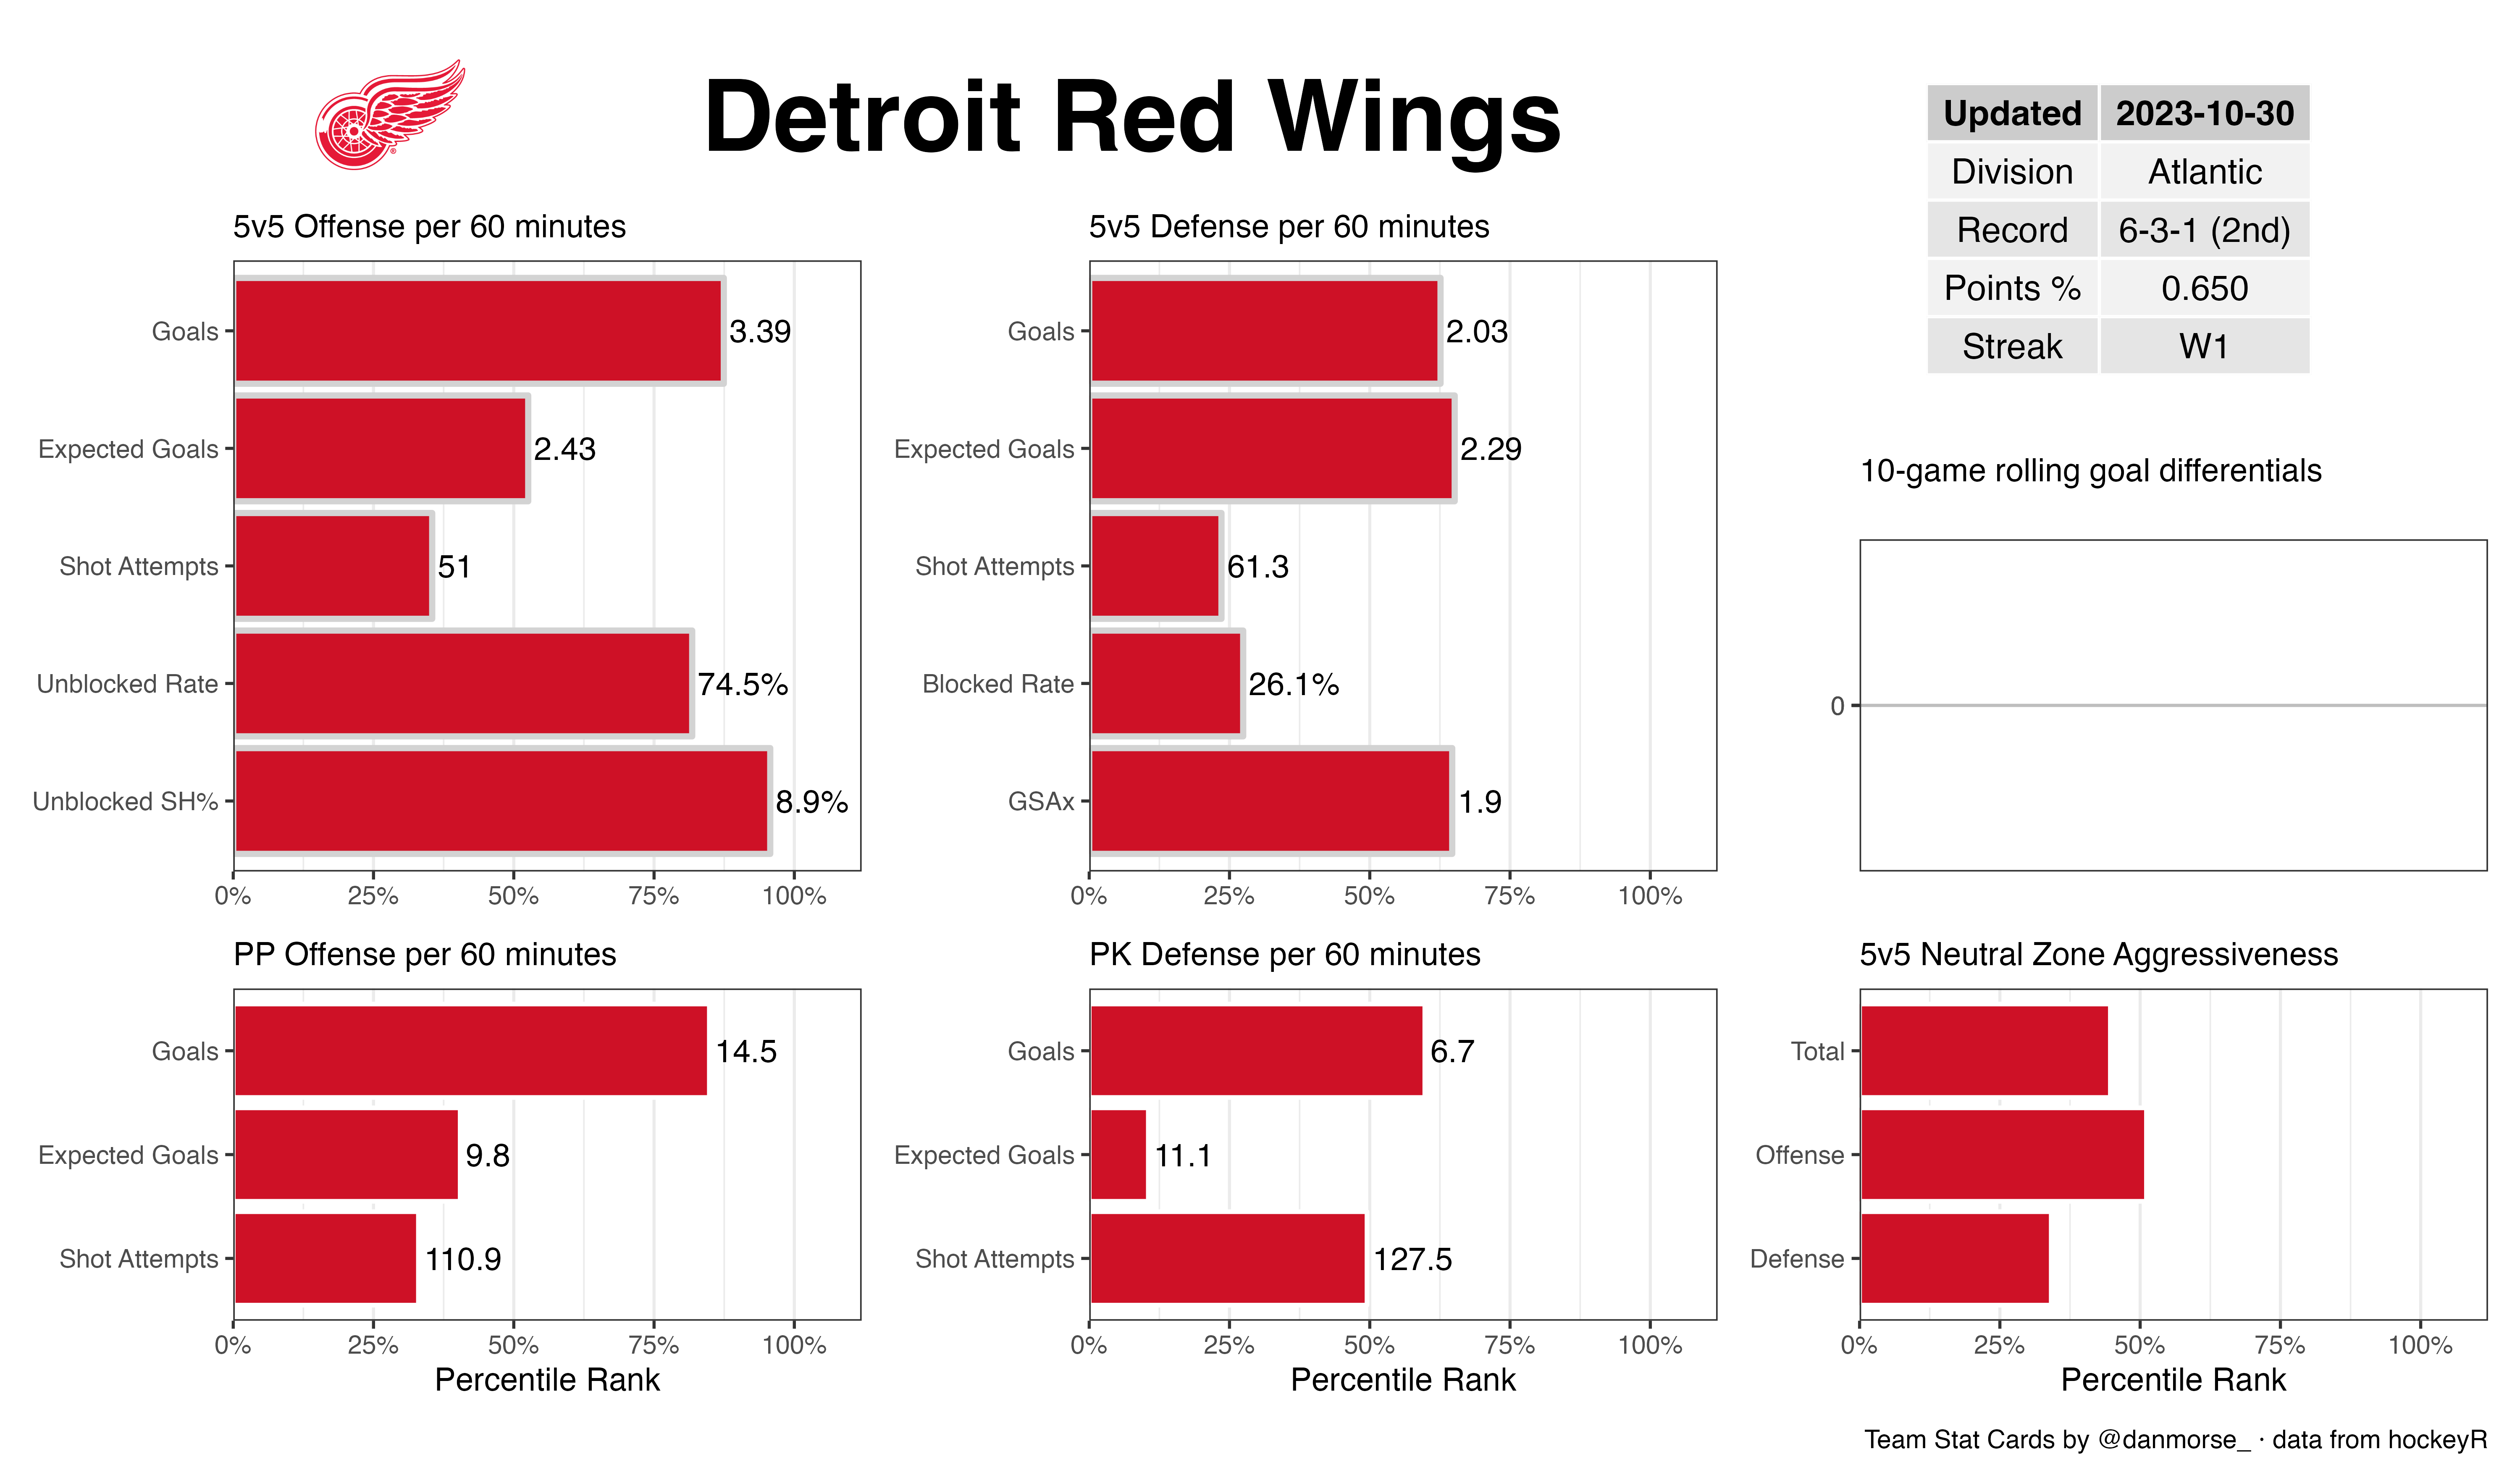 Detroit Red Wings
Updated 2023-10-30
Division Atlantic
Record 6-3-1 (2nd)
Points % 0.650
Streak W1
5v5 Offense per 60 minutes
Goals 3.39
Expected Goals 2.43
Shot Attempts 51
Unblocked Rate 74.5%
Unblocked SH% 8.9%
0% 25% 50% 75% 100%
5v5 Defense per 60 minutes
Goals 2.03
Expected Goals 2.29
Shot Attempts 61.3
Blocked Rate 26.1%
GSAx 1.9
0% 25% 50% 75% 100%
10-game rolling goal differentials
0
PP Offense per 60 minutes
Goals 14.5
Expected Goals 9.8
Shot Attempts 110.9
0% 25% 50% 75% 100%
Percentile Rank
PK Defense per 60 minutes
Goals 6.7
Expected Goals 11.1
Shot Attempts 127.5
0% 25% 50% 75% 100%
Percentile Rank
5v5 Neutral Zone Aggressiveness
Total
Offense
Defense
0% 25% 50% 75% 100%
Percentile Rank
Team Stat Cards by @danmorse_ · data from hockeyR